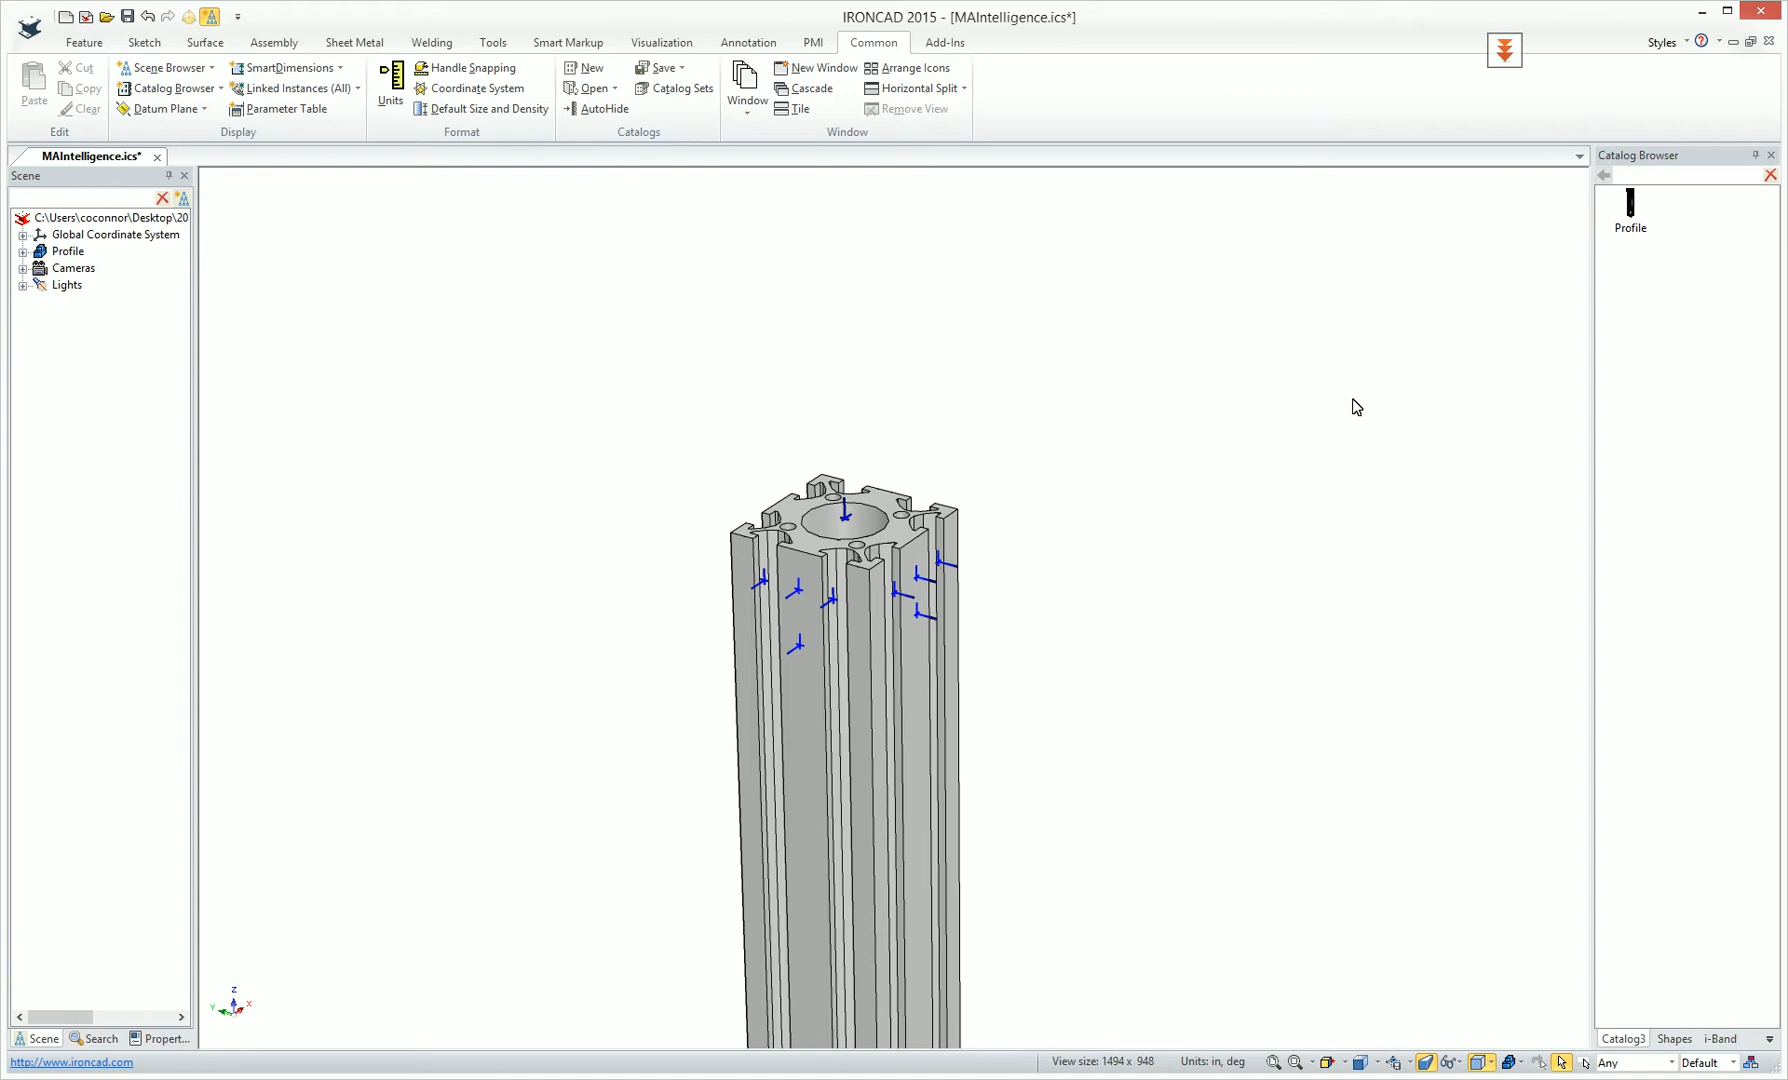 IRONCAD 2015 - [MAIntelligence.ics*]
Feature Sketch Surface Assembly Sheet Metal Welding Tools Smart Markup Visualization Annotation PMI Common Add-Ins Styles
Paste Cut Copy Clear
Edit
Scene Browser SmartDimensions
Catalog Browser Linked Instances (All)
Datum Plane Parameter Table
Display
Units Handle Snapping
Coordinate System
Default Size and Density
Format
New Save
Open Catalog Sets
AutoHide
Catalogs
Window New Window Arrange Icons
Cascade Horizontal Split
Tile Remove View
Window
MAIntelligence.ics*
Scene
C:\Users\coconnor\Desktop\20
Global Coordinate System
Profile
Cameras
Lights
Catalog Browser
Profile
Z
Y X
Scene Search Propert...
Catalog3 Shapes i-Band
http://www.ironcad.com
View size: 1494 x 948 Units: in, deg Any Default